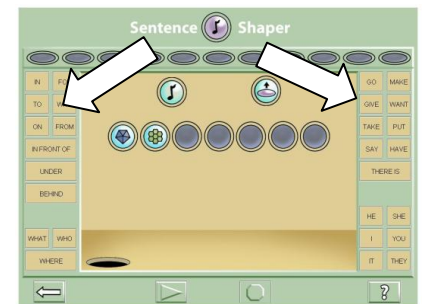 Sentence Shaper
IN
TO
ON FROM
IN FRONT OF
UNDER
BEHIND
WHAT WHO
WHERE
GO MAKE
GIVE WANT
TAKE PUT
SAY HAVE
THERE IS
HE SHE
I YOU
IT THEY
?